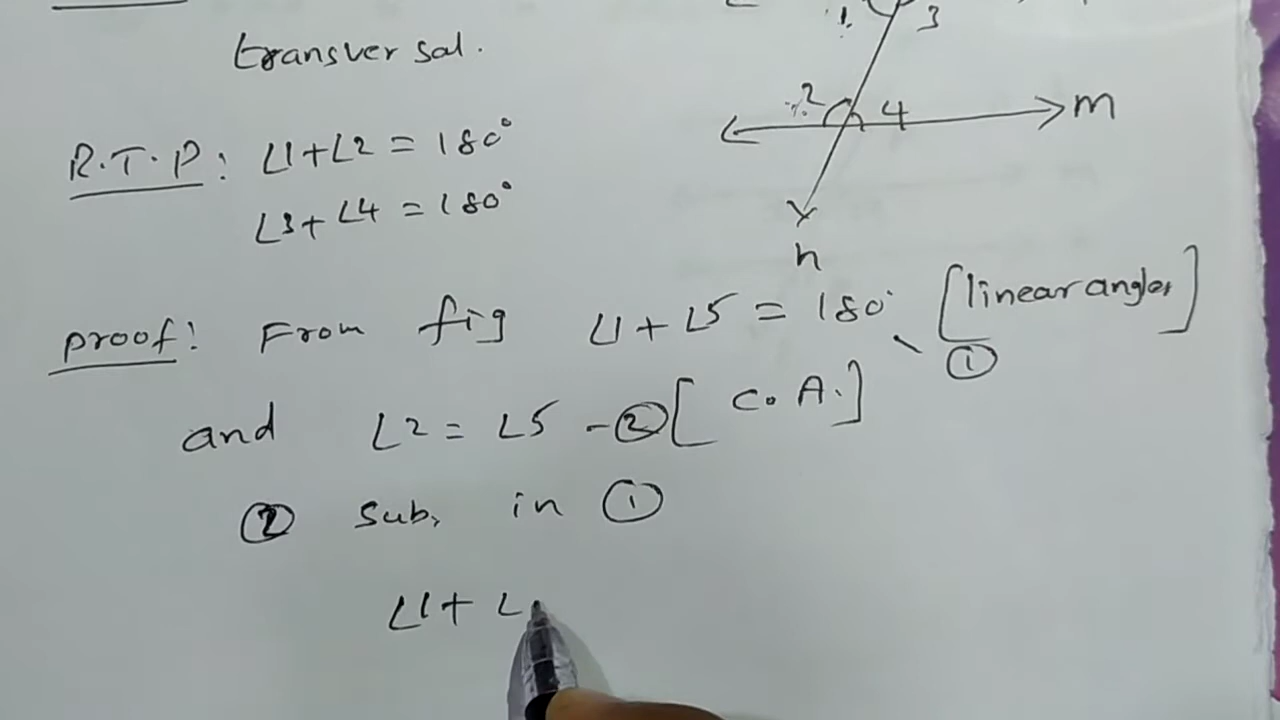 transversal.
1. 3
2 4 m
R.T.P: ∠1+∠2 = 180°
∠3+∠4 = 180°
n
proof: From fig ∠1+∠5 = 180° [linear angles]
①
and ∠2 = ∠5 - ② [C.A.]
② sub, in ①
∠1+∠